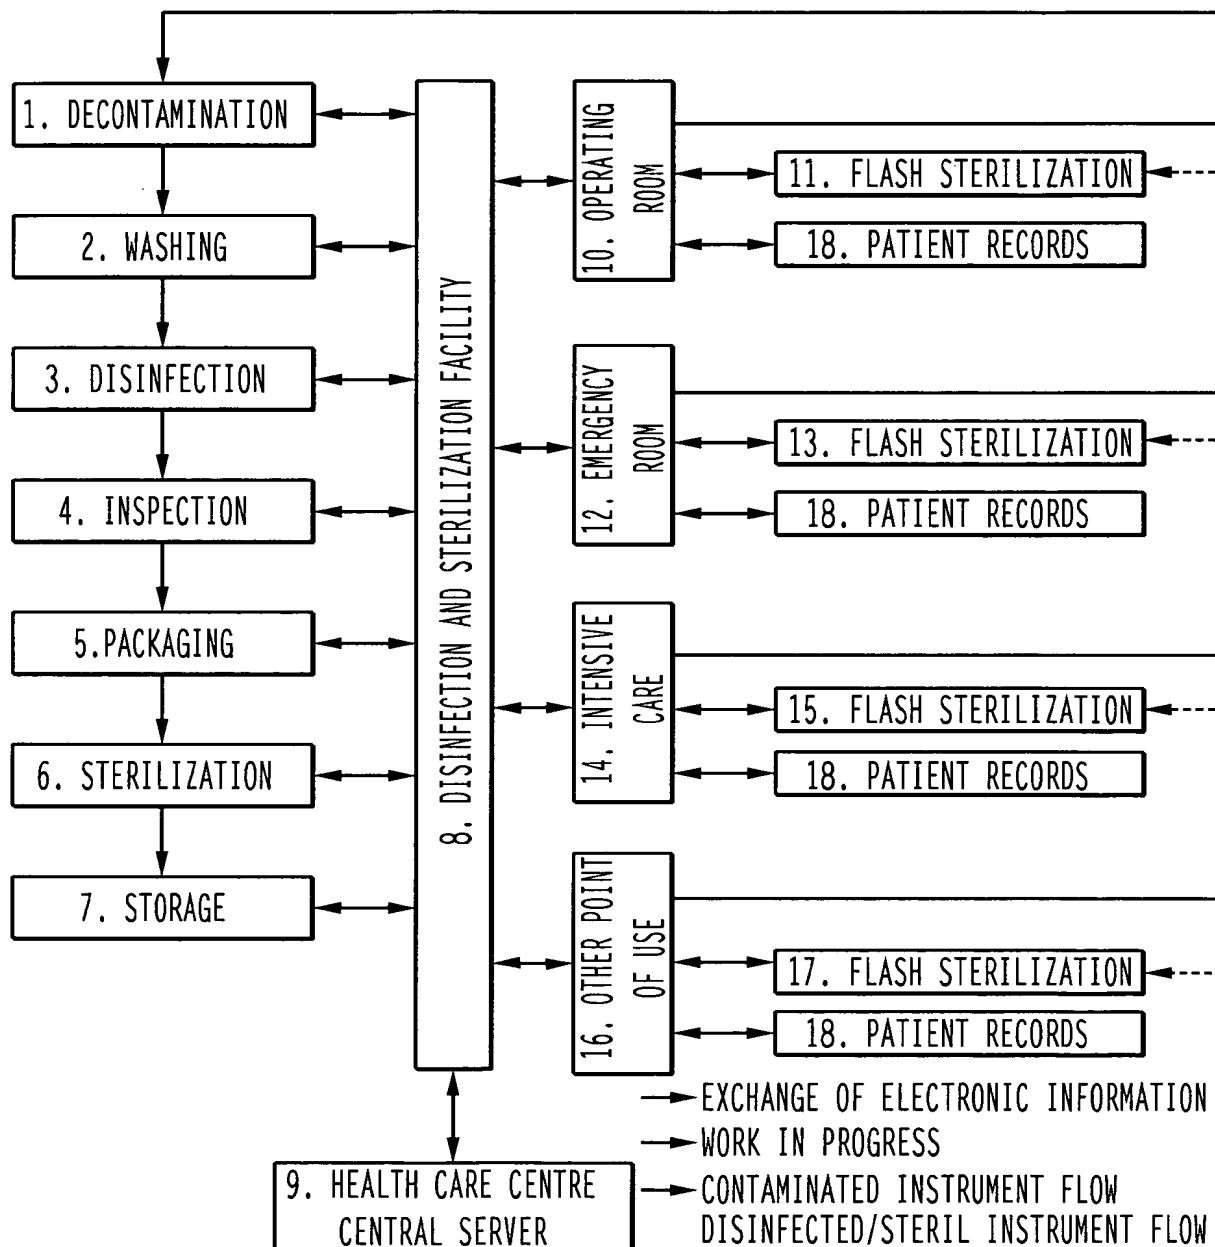 1. DECONTAMINATION
2. WASHING
3. DISINFECTION
4. INSPECTION
5.PACKAGING
6. STERILIZATION
7. STORAGE
8. DISINFECTION AND STERILIZATION FACILITY
9. HEALTH CARE CENTRE
CENTRAL SERVER
10. OPERATING
ROOM
11. FLASH STERILIZATION
18. PATIENT RECORDS
12. EMERGENCY
ROOM
13. FLASH STERILIZATION
18. PATIENT RECORDS
14. INTENSIVE
CARE
15. FLASH STERILIZATION
18. PATIENT RECORDS
16. OTHER POINT
OF USE
17. FLASH STERILIZATION
18. PATIENT RECORDS
EXCHANGE OF ELECTRONIC INFORMATION
WORK IN PROGRESS
CONTAMINATED INSTRUMENT FLOW
DISINFECTED/STERIL INSTRUMENT FLOW